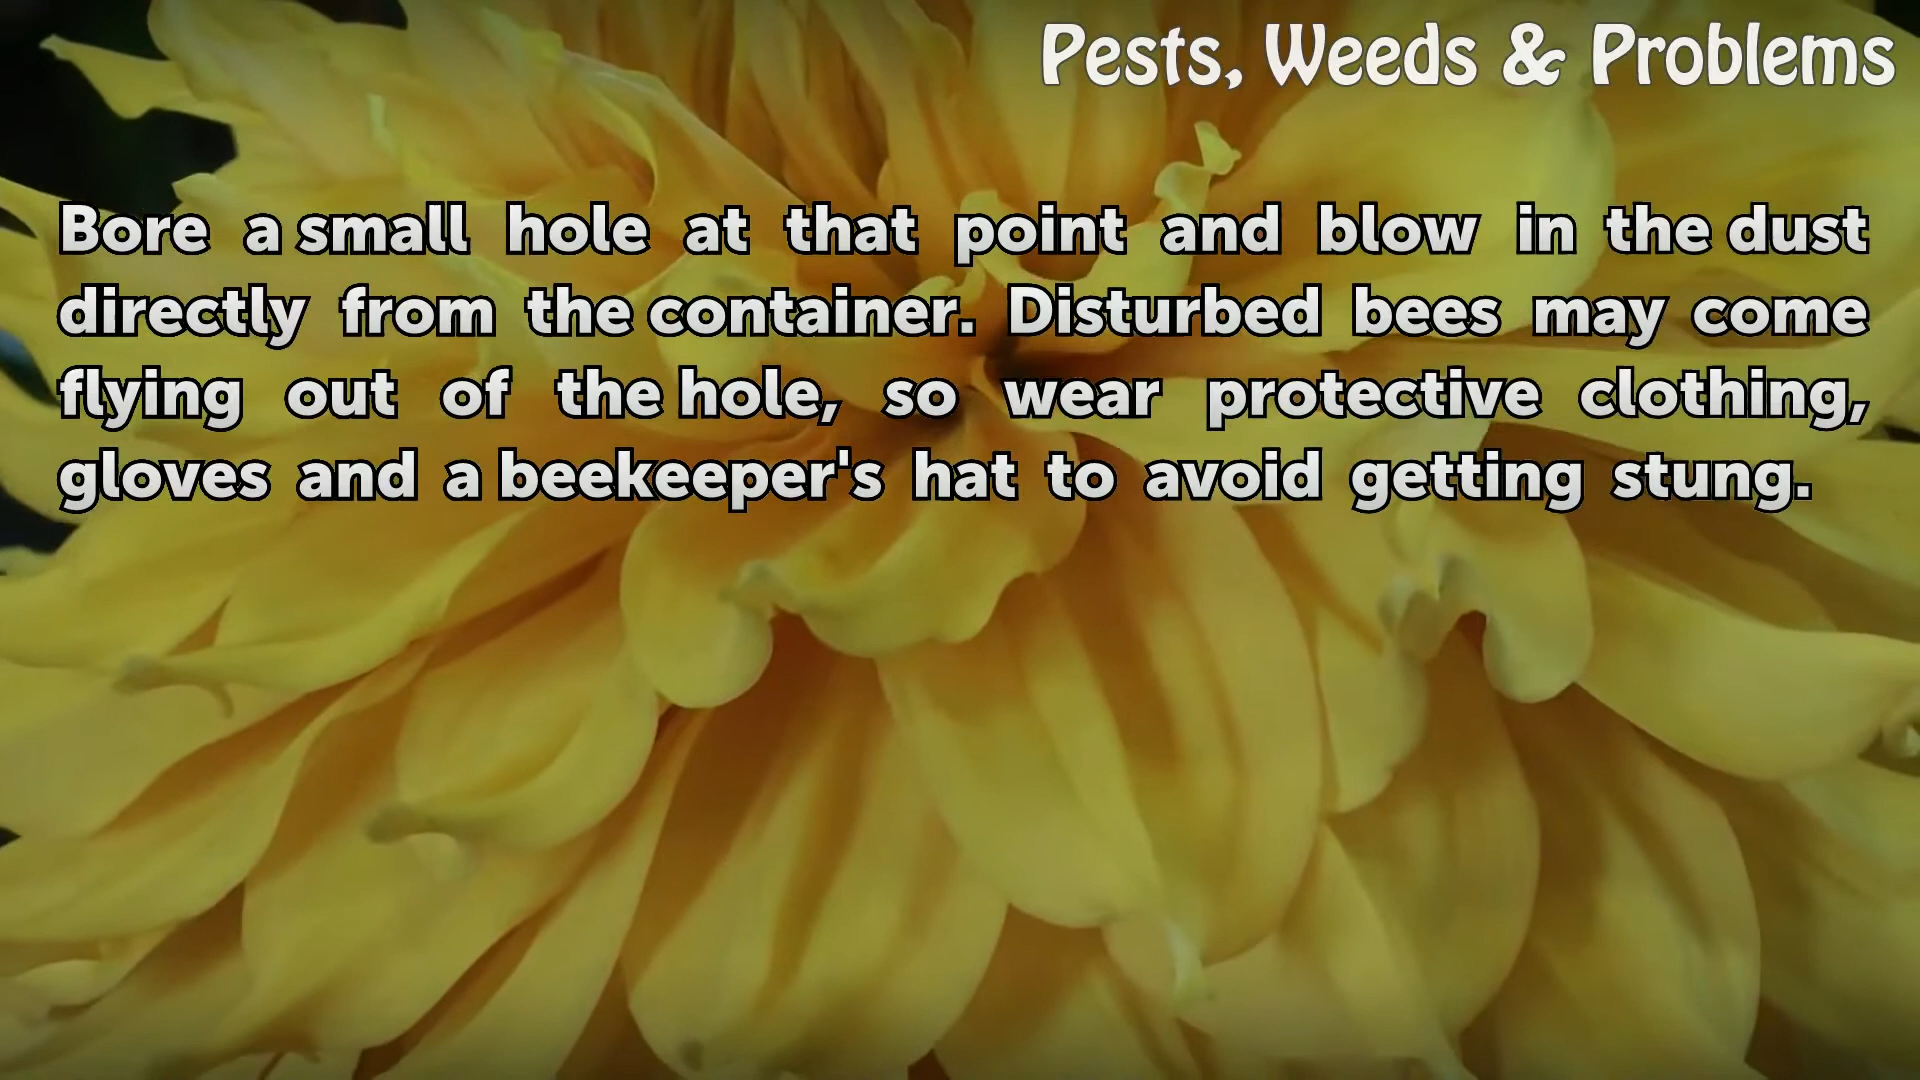 Pests, Weeds & Problems
Bore a small hole at that point and blow in the dust
directly from the container. Disturbed bees may come
flying out of the hole, so wear protective clothing,
gloves and a beekeeper's hat to avoid getting stung.